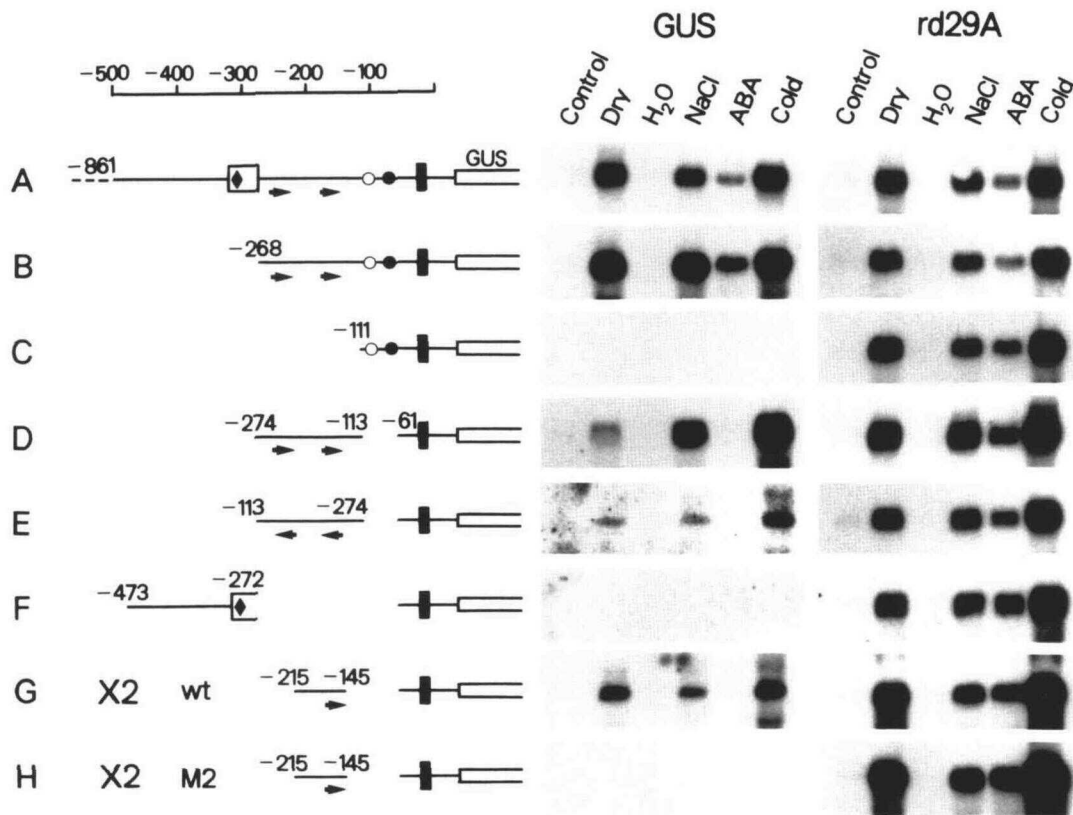 GUS rd29A
-500 -400 -300 -200 -100
Control Dry H₂O NaCl ABA Cold Control Dry H₂O NaCl ABA Cold
A -861 GUS
B -268
C -111
D -274 -113 -61
E -113 -274
F -473 -272
G X2 wt -215 -145
H X2 M2 -215 -145